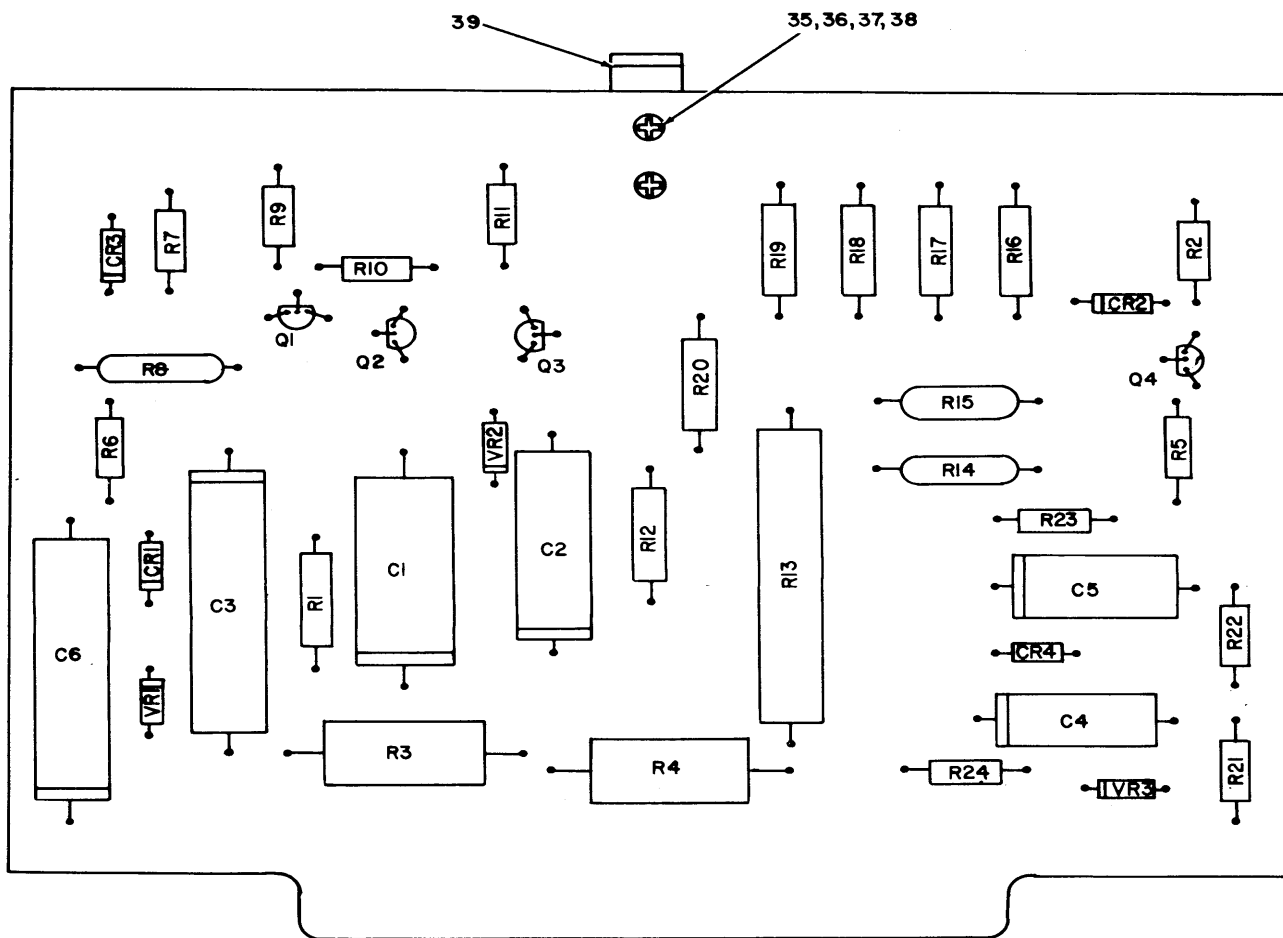 39
35, 36, 37, 38
R9
R11
R7
CR3
R19
R18
R17
R16
R2
R10
CR2
Q1
Q2
Q3
Q4
R8
R20
R15
R6
VR2
R5
R14
R23
C2
R12
CR1
C3
R1
C1
R13
C5
R22
C6
CR4
VR1
C4
R3
R4
R24
R21
VR3